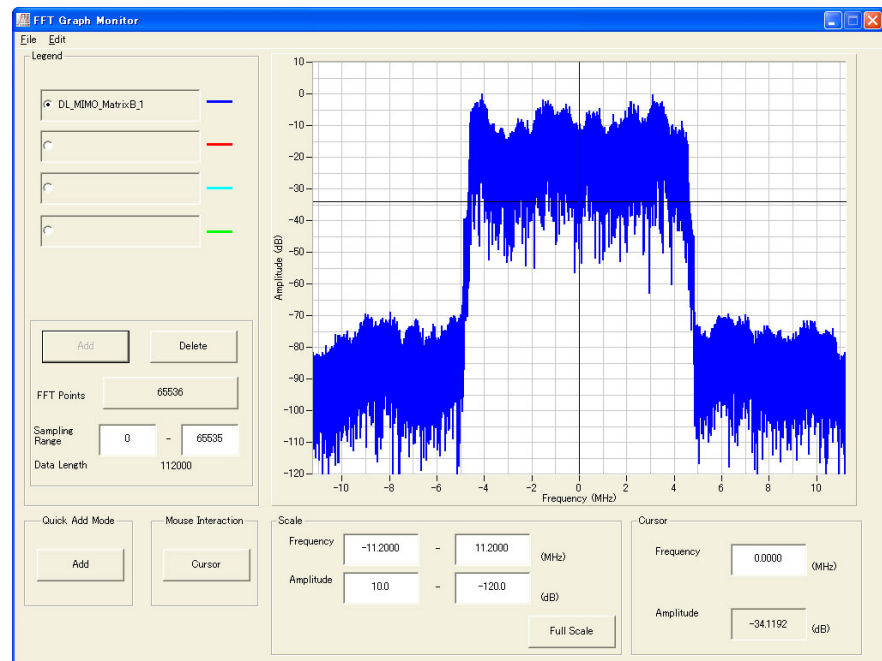 FFT Graph Monitor
File Edit
Legend
DL_MIMO_MatrixB_1
Add Delete
FFT Points 65536
Sampling Range 0 - 65535
Data Length 112000
Amplitude (dB)
10
0
-10
-20
-30
-40
-50
-60
-70
-80
-90
-100
-110
-120
-10 -8 -6 -4 -2 0 2 4 6 8 10
Frequency (MHz)
Quick Add Mode
Add
Mouse Interaction
Cursor
Scale
Frequency -11.2000 - 11.2000 (MHz)
Amplitude 10.0 - -120.0 (dB)
Full Scale
Cursor
Frequency 0.0000 (MHz)
Amplitude -34.1192 (dB)